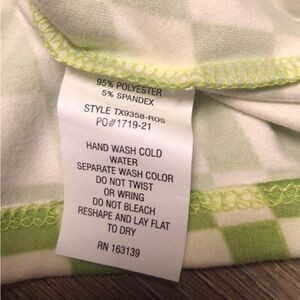 95% POLYESTER
5% SPANDEX
STYLE TX9358-ROS
PO#1719-21
HAND WASH COLD
WATER
SEPARATE WASH COLOR
DO NOT TWIST
OR WRING
DO NOT BLEACH
RESHAPE AND LAY FLAT
TO DRY
RN 163139